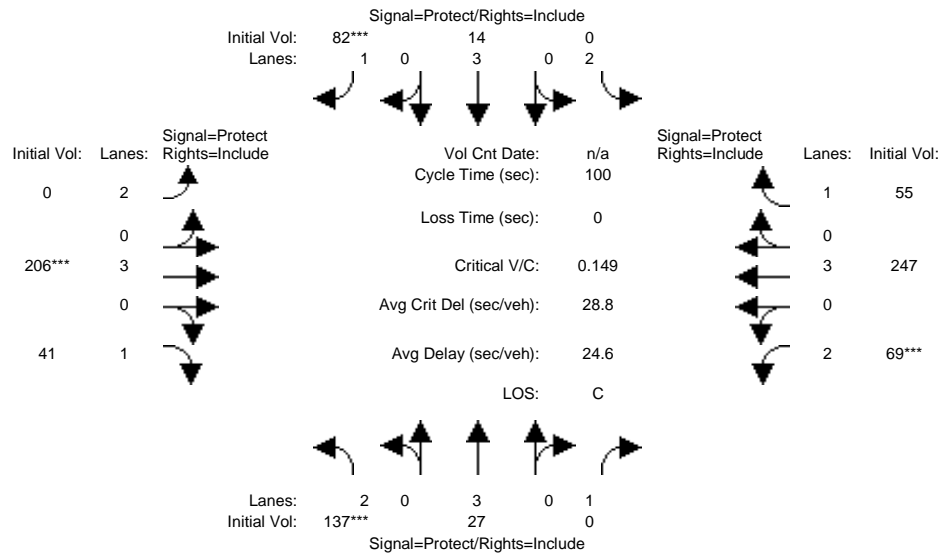 Signal=Protect/Rights=Include
Initial Vol: 82*** 14 0
Lanes: 1 0 3 0 2
Signal=Protect
Rights=Include
Signal=Protect
Rights=Include
Initial Vol: Lanes: Vol Cnt Date: n/a Lanes: Initial Vol:
Cycle Time (sec): 100
0 2 1 55
Loss Time (sec): 0
0 0
206*** 3 Critical V/C: 0.149 3 247
0 Avg Crit Del (sec/veh): 28.8 0
41 1 Avg Delay (sec/veh): 24.6 2 69***
LOS: C
Lanes: 2 0 3 0 1
Initial Vol: 137*** 27 0
Signal=Protect/Rights=Include